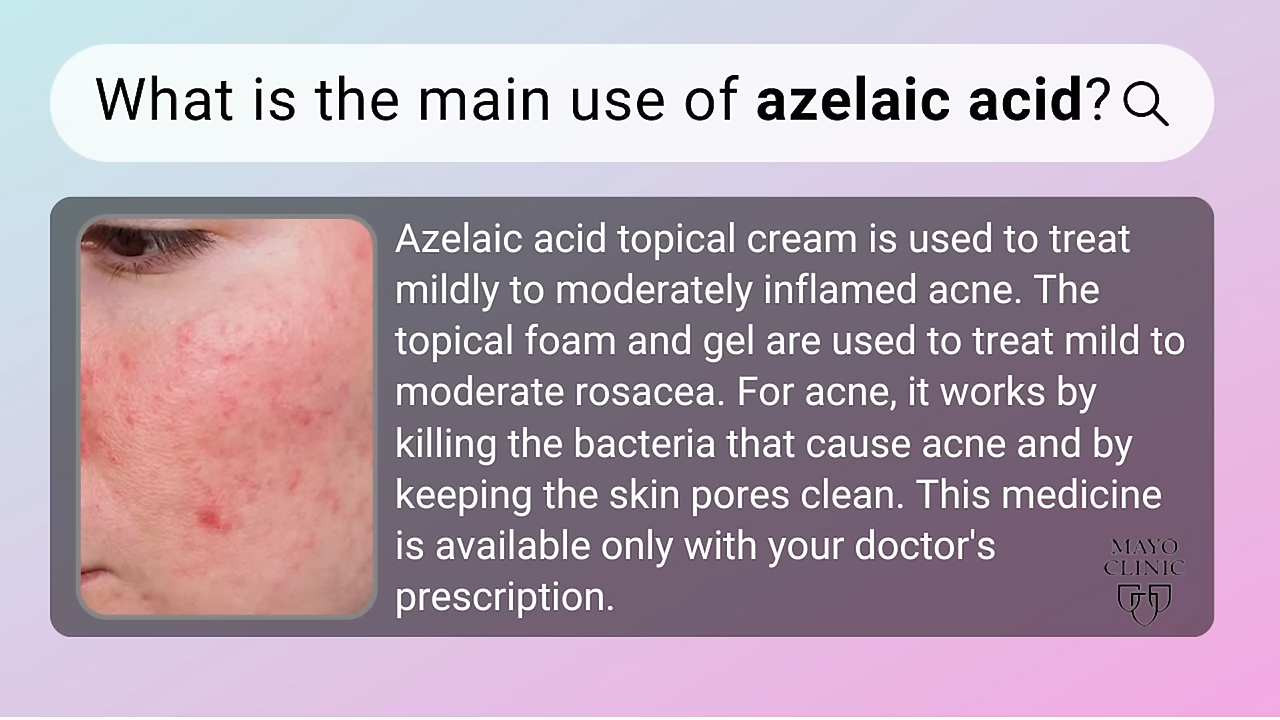 What is the main use of azelaic acid?
Azelaic acid topical cream is used to treat
mildly to moderately inflamed acne. The
topical foam and gel are used to treat mild to
moderate rosacea. For acne, it works by
killing the bacteria that cause acne and by
keeping the skin pores clean. This medicine
is available only with your doctor's
prescription.
MAYO
CLINIC